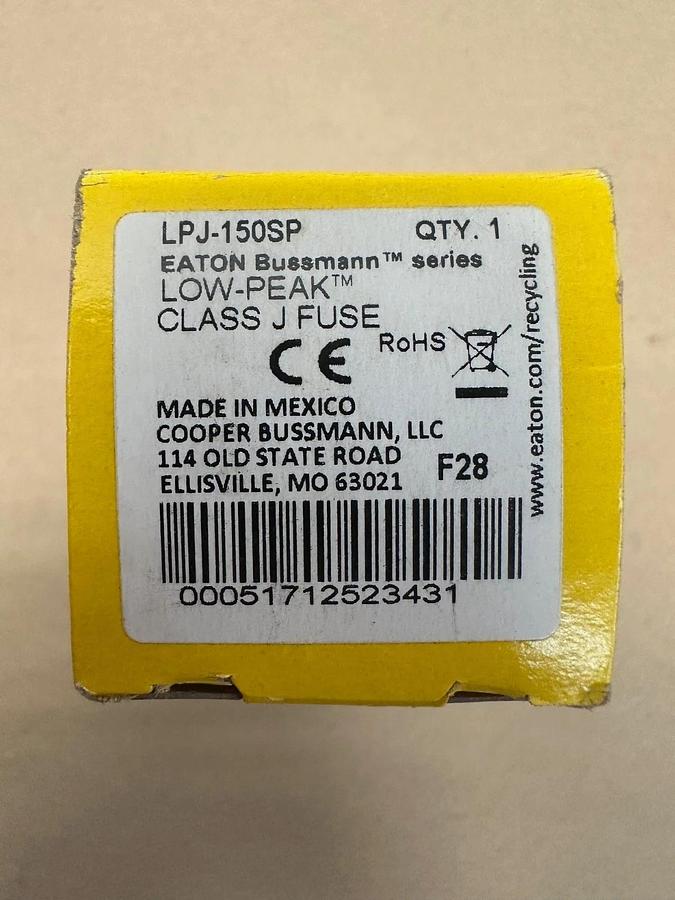 LPJ-150SP QTY. 1
EATON Bussmann™ series
LOW-PEAK™
CLASS J FUSE
CE RoHS
MADE IN MEXICO
COOPER BUSSMANN, LLC
114 OLD STATE ROAD
ELLISVILLE, MO 63021 F28
00051712523431
www.eaton.com/recycling